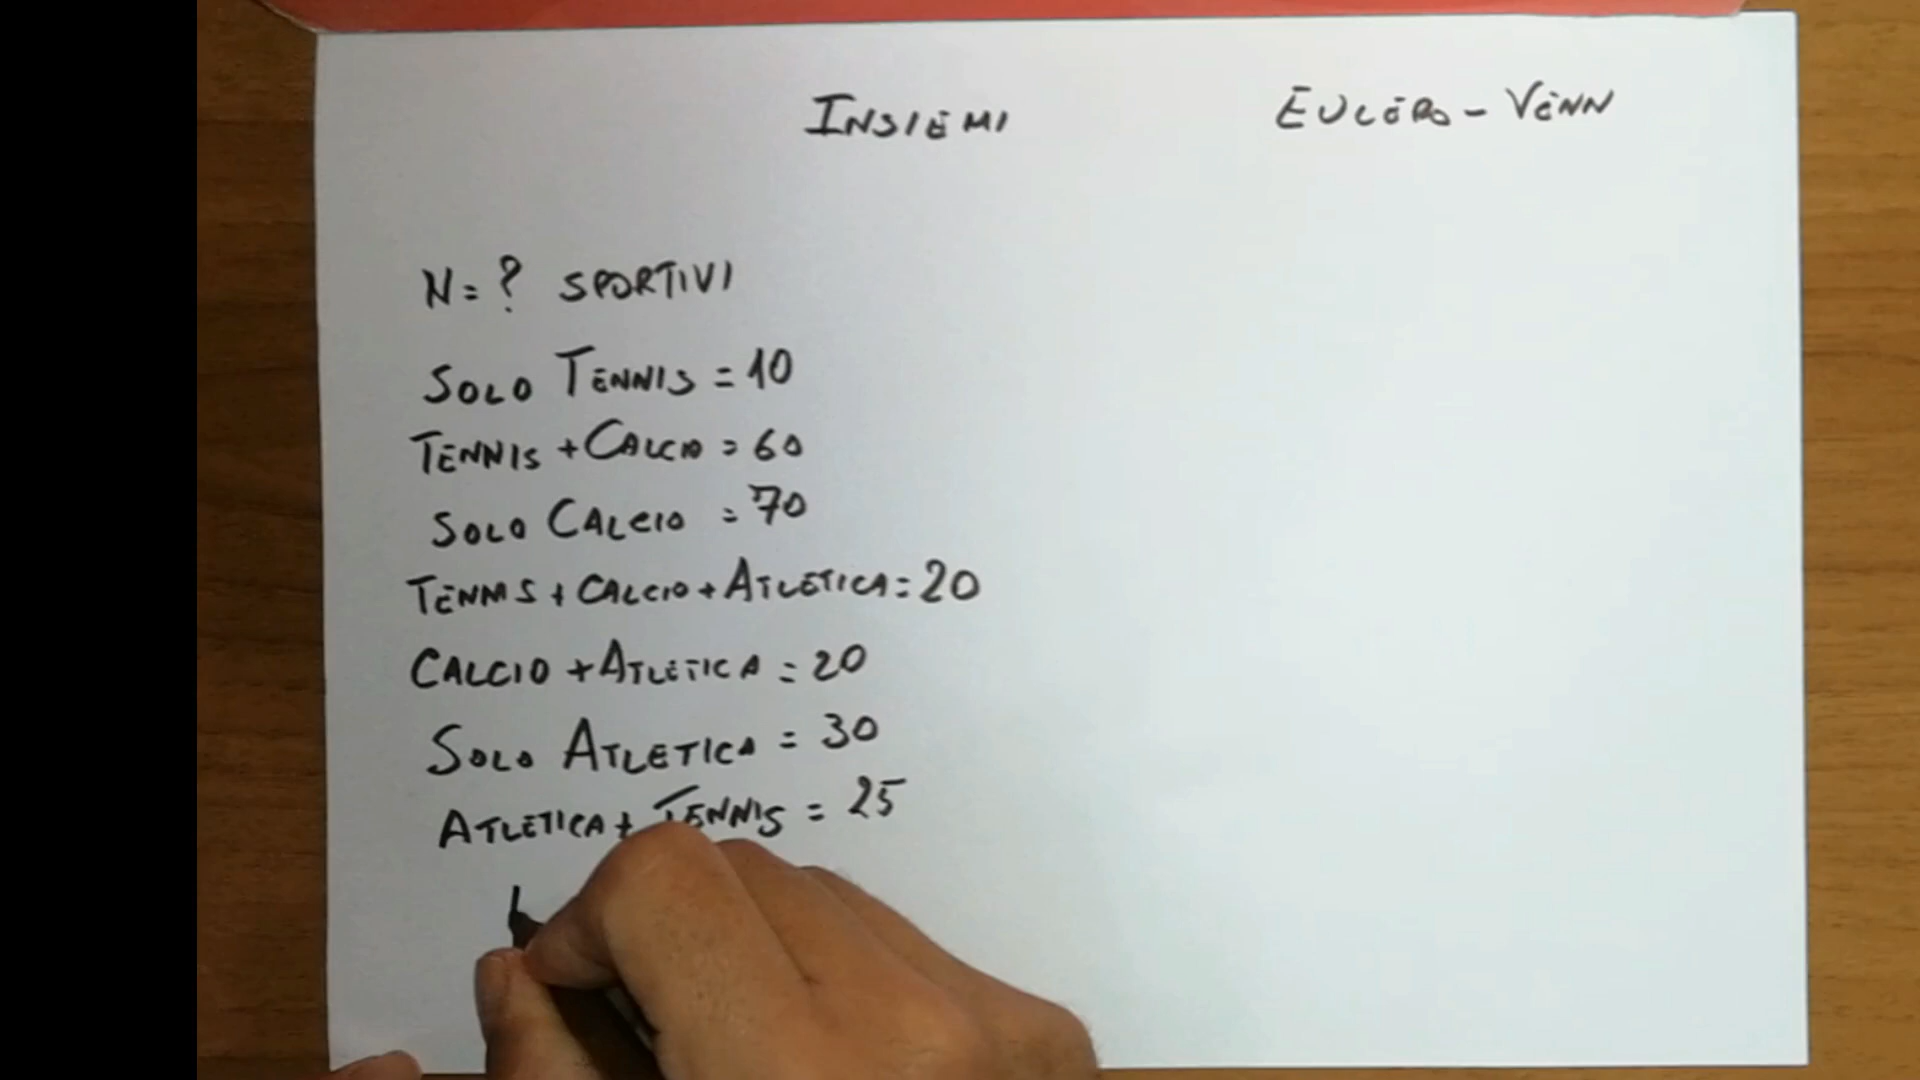 INSIEMI
EULERO - VENN
N = ? SPORTIVI
SOLO TENNIS = 10
TENNIS + CALCIO = 60
SOLO CALCIO = 70
TENNIS + CALCIO + ATLETICA = 20
CALCIO + ATLETICA = 20
SOLO ATLETICA = 30
ATLETICA + TENNIS = 25